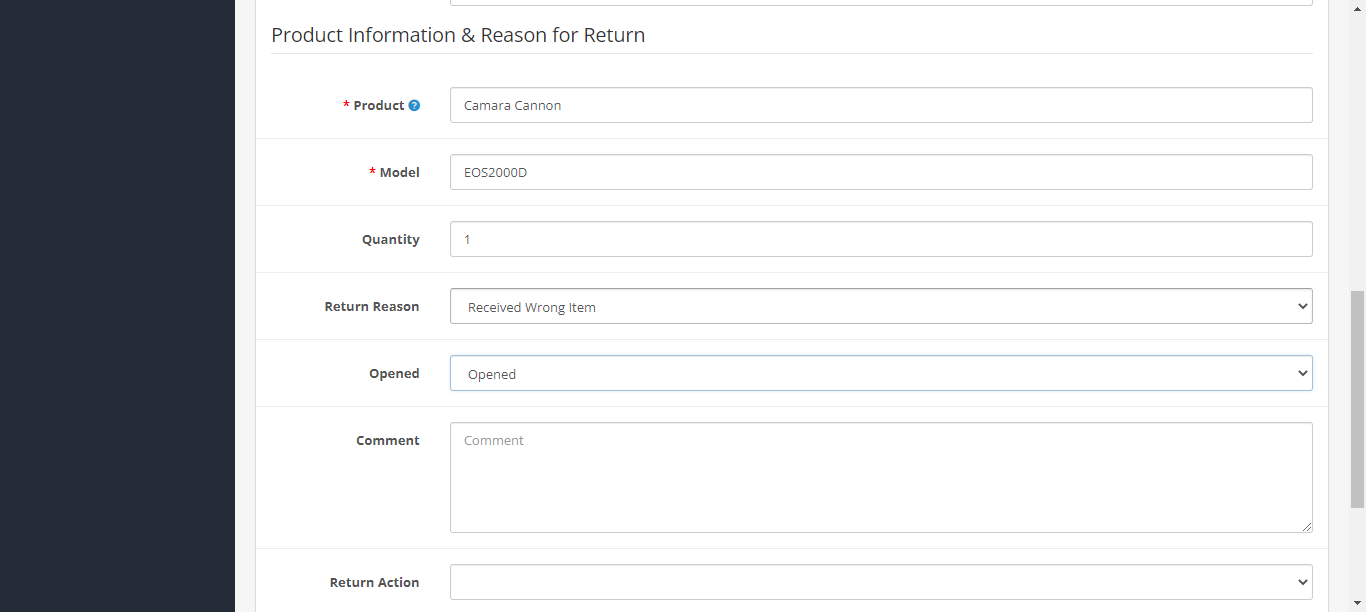 Product Information & Reason for Return
* Product ?
Camara Cannon
* Model
EOS2000D
Quantity
1
Return Reason
Received Wrong Item
Opened
Opened
Comment
Comment
Return Action